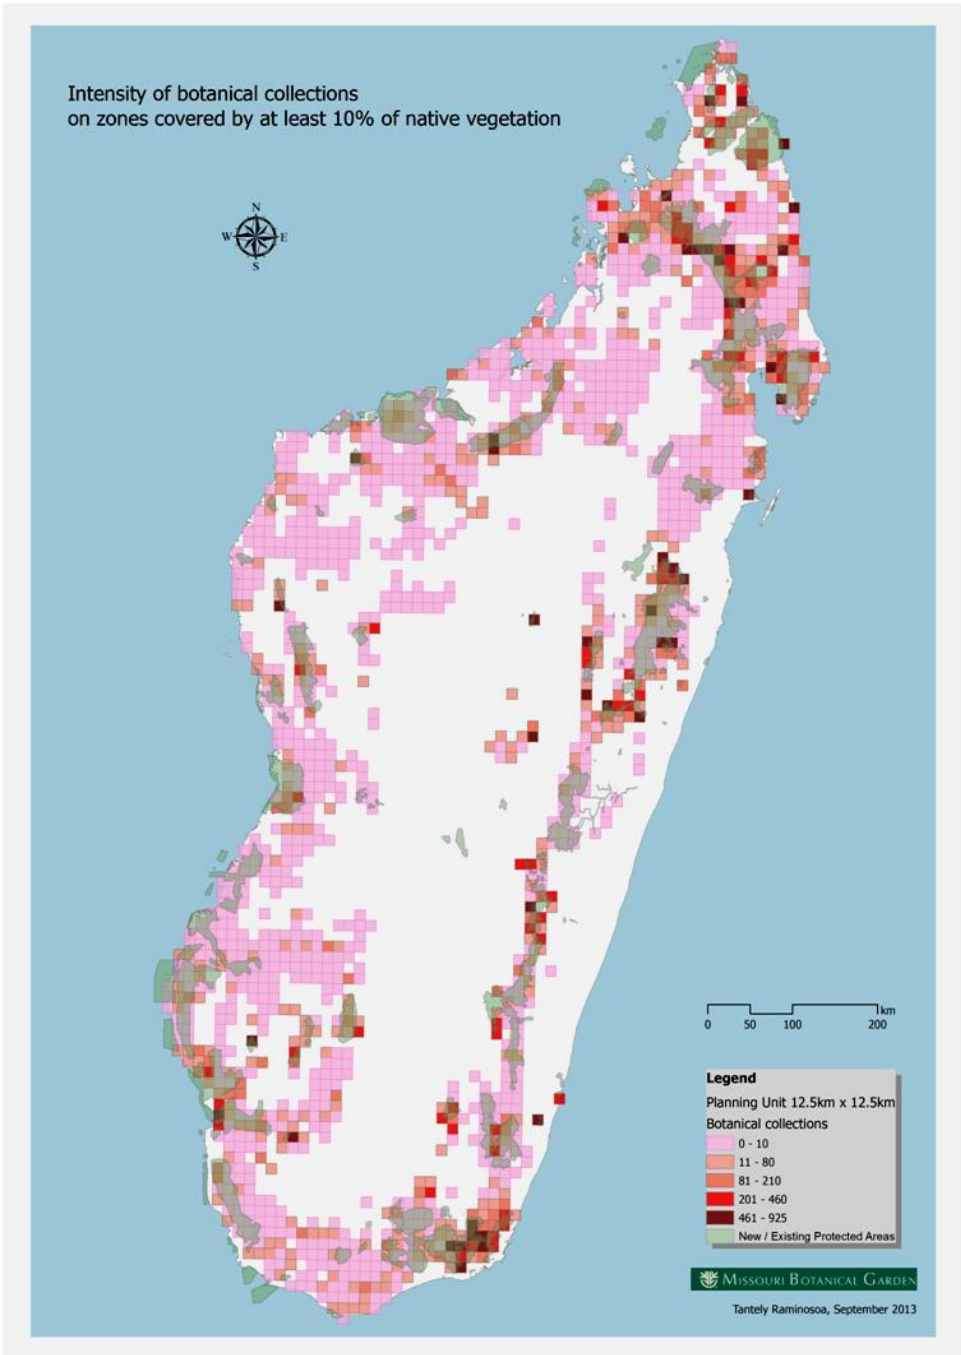 Intensity of botanical collections
on zones covered by at least 10% of native vegetation
N
W E
S
km
0 50 100 200
Legend
Planning Unit 12.5km x 12.5km
Botanical collections
0 - 10
11 - 80
81 - 210
201 - 460
461 - 925
New / Existing Protected Areas
MISSOURI BOTANICAL GARDEN
Tantely Raminosoa, September 2013